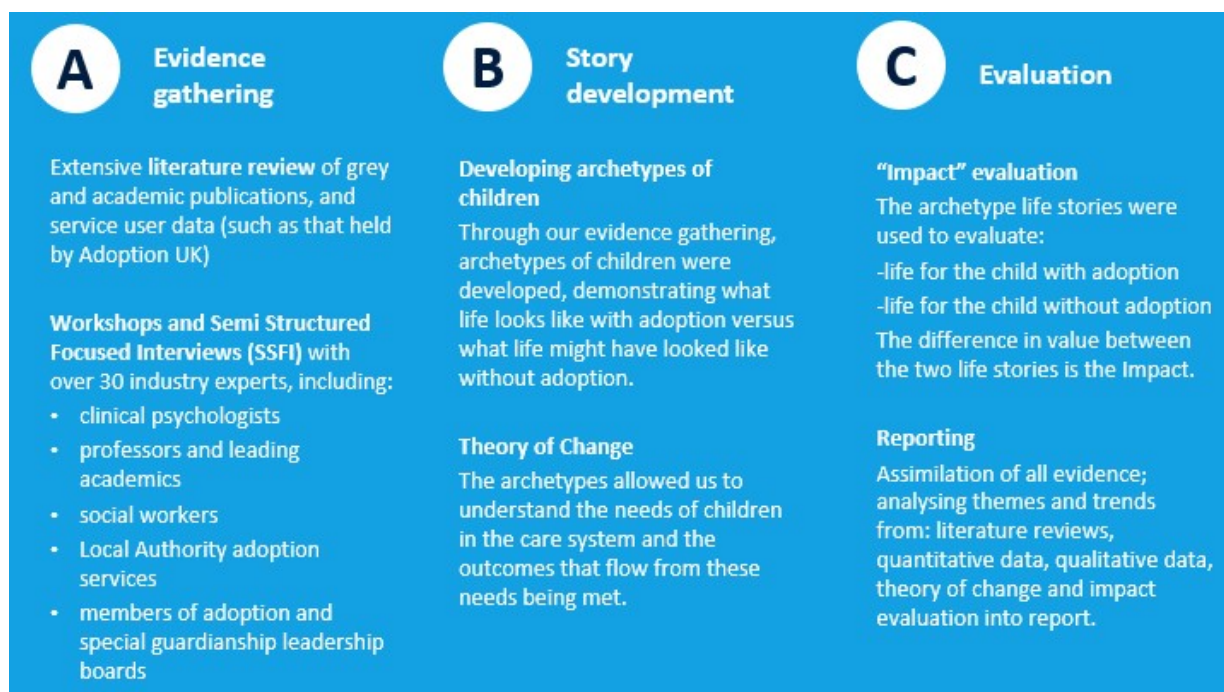 A
Evidence
gathering
Extensive literature review of grey
and academic publications, and
service user data (such as that held
by Adoption UK)
Workshops and Semi Structured
Focused Interviews (SSFI) with
over 30 industry experts, including:
• clinical psychologists
• professors and leading
academics
• social workers
• Local Authority adoption
services
• members of adoption and
special guardianship leadership
boards
B
Story
development
Developing archetypes of
children
Through our evidence gathering,
archetypes of children were
developed, demonstrating what
life looks like with adoption versus
what life might have looked like
without adoption.
Theory of Change
The archetypes allowed us to
understand the needs of children
in the care system and the
outcomes that flow from these
needs being met.
C
Evaluation
“Impact” evaluation
The archetype life stories were
used to evaluate:
-life for the child with adoption
-life for the child without adoption
The difference in value between
the two life stories is the Impact.
Reporting
Assimilation of all evidence;
analysing themes and trends
from: literature reviews,
quantitative data, qualitative data,
theory of change and impact
evaluation into report.